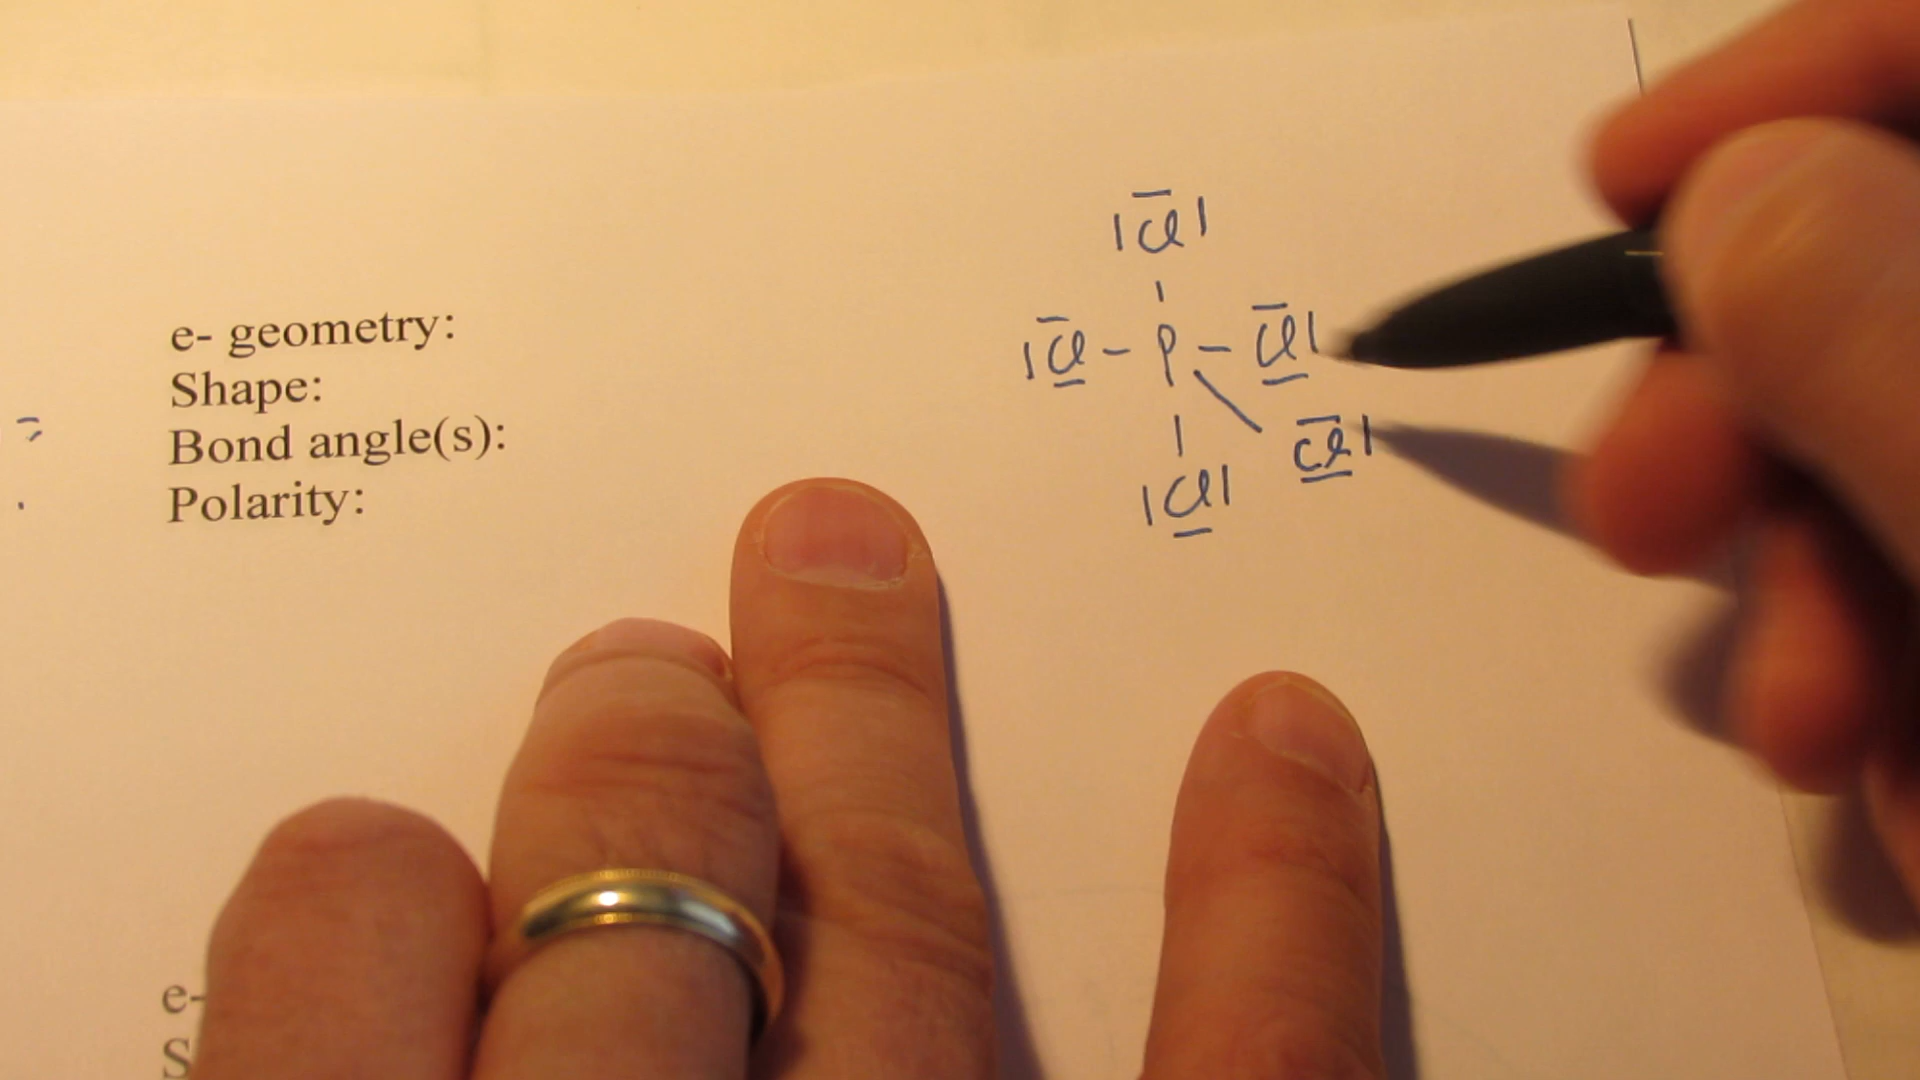 e- geometry:
Shape:
Bond angle(s):
Polarity:
Cl
Cl - P - Cl
Cl
Cl
e-
S